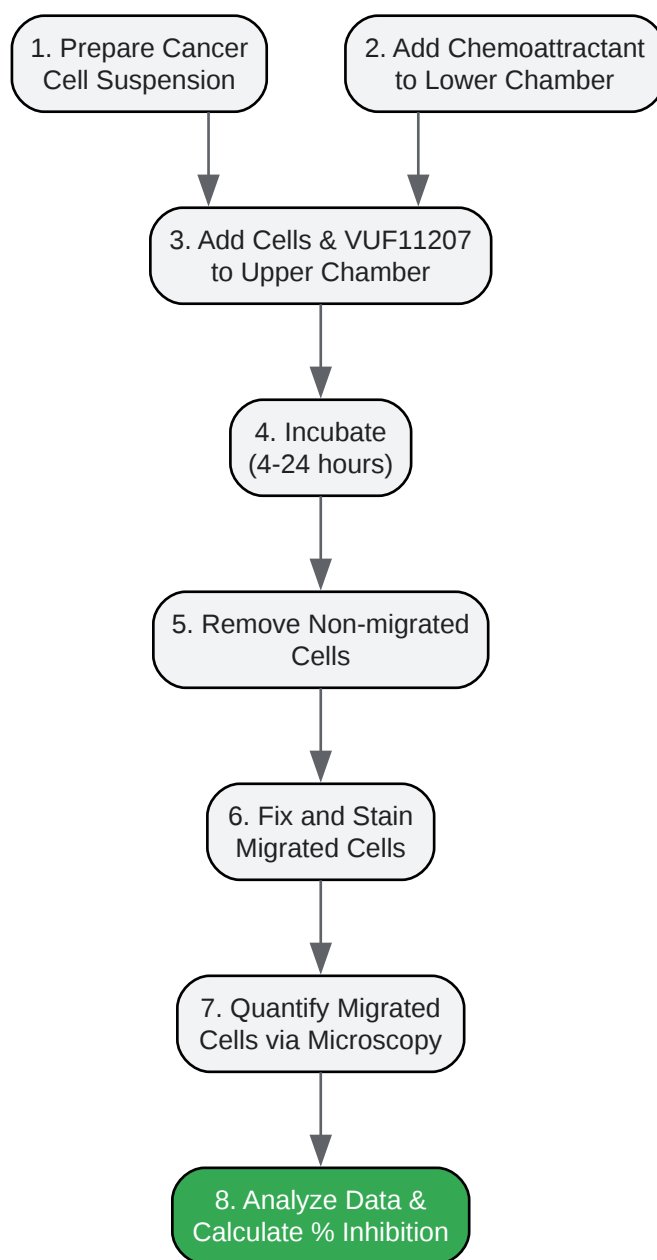 1. Prepare Cancer
Cell Suspension
2. Add Chemoattractant
to Lower Chamber
3. Add Cells & VUF11207
to Upper Chamber
4. Incubate
(4-24 hours)
5. Remove Non-migrated
Cells
6. Fix and Stain
Migrated Cells
7. Quantify Migrated
Cells via Microscopy
8. Analyze Data &
Calculate % Inhibition